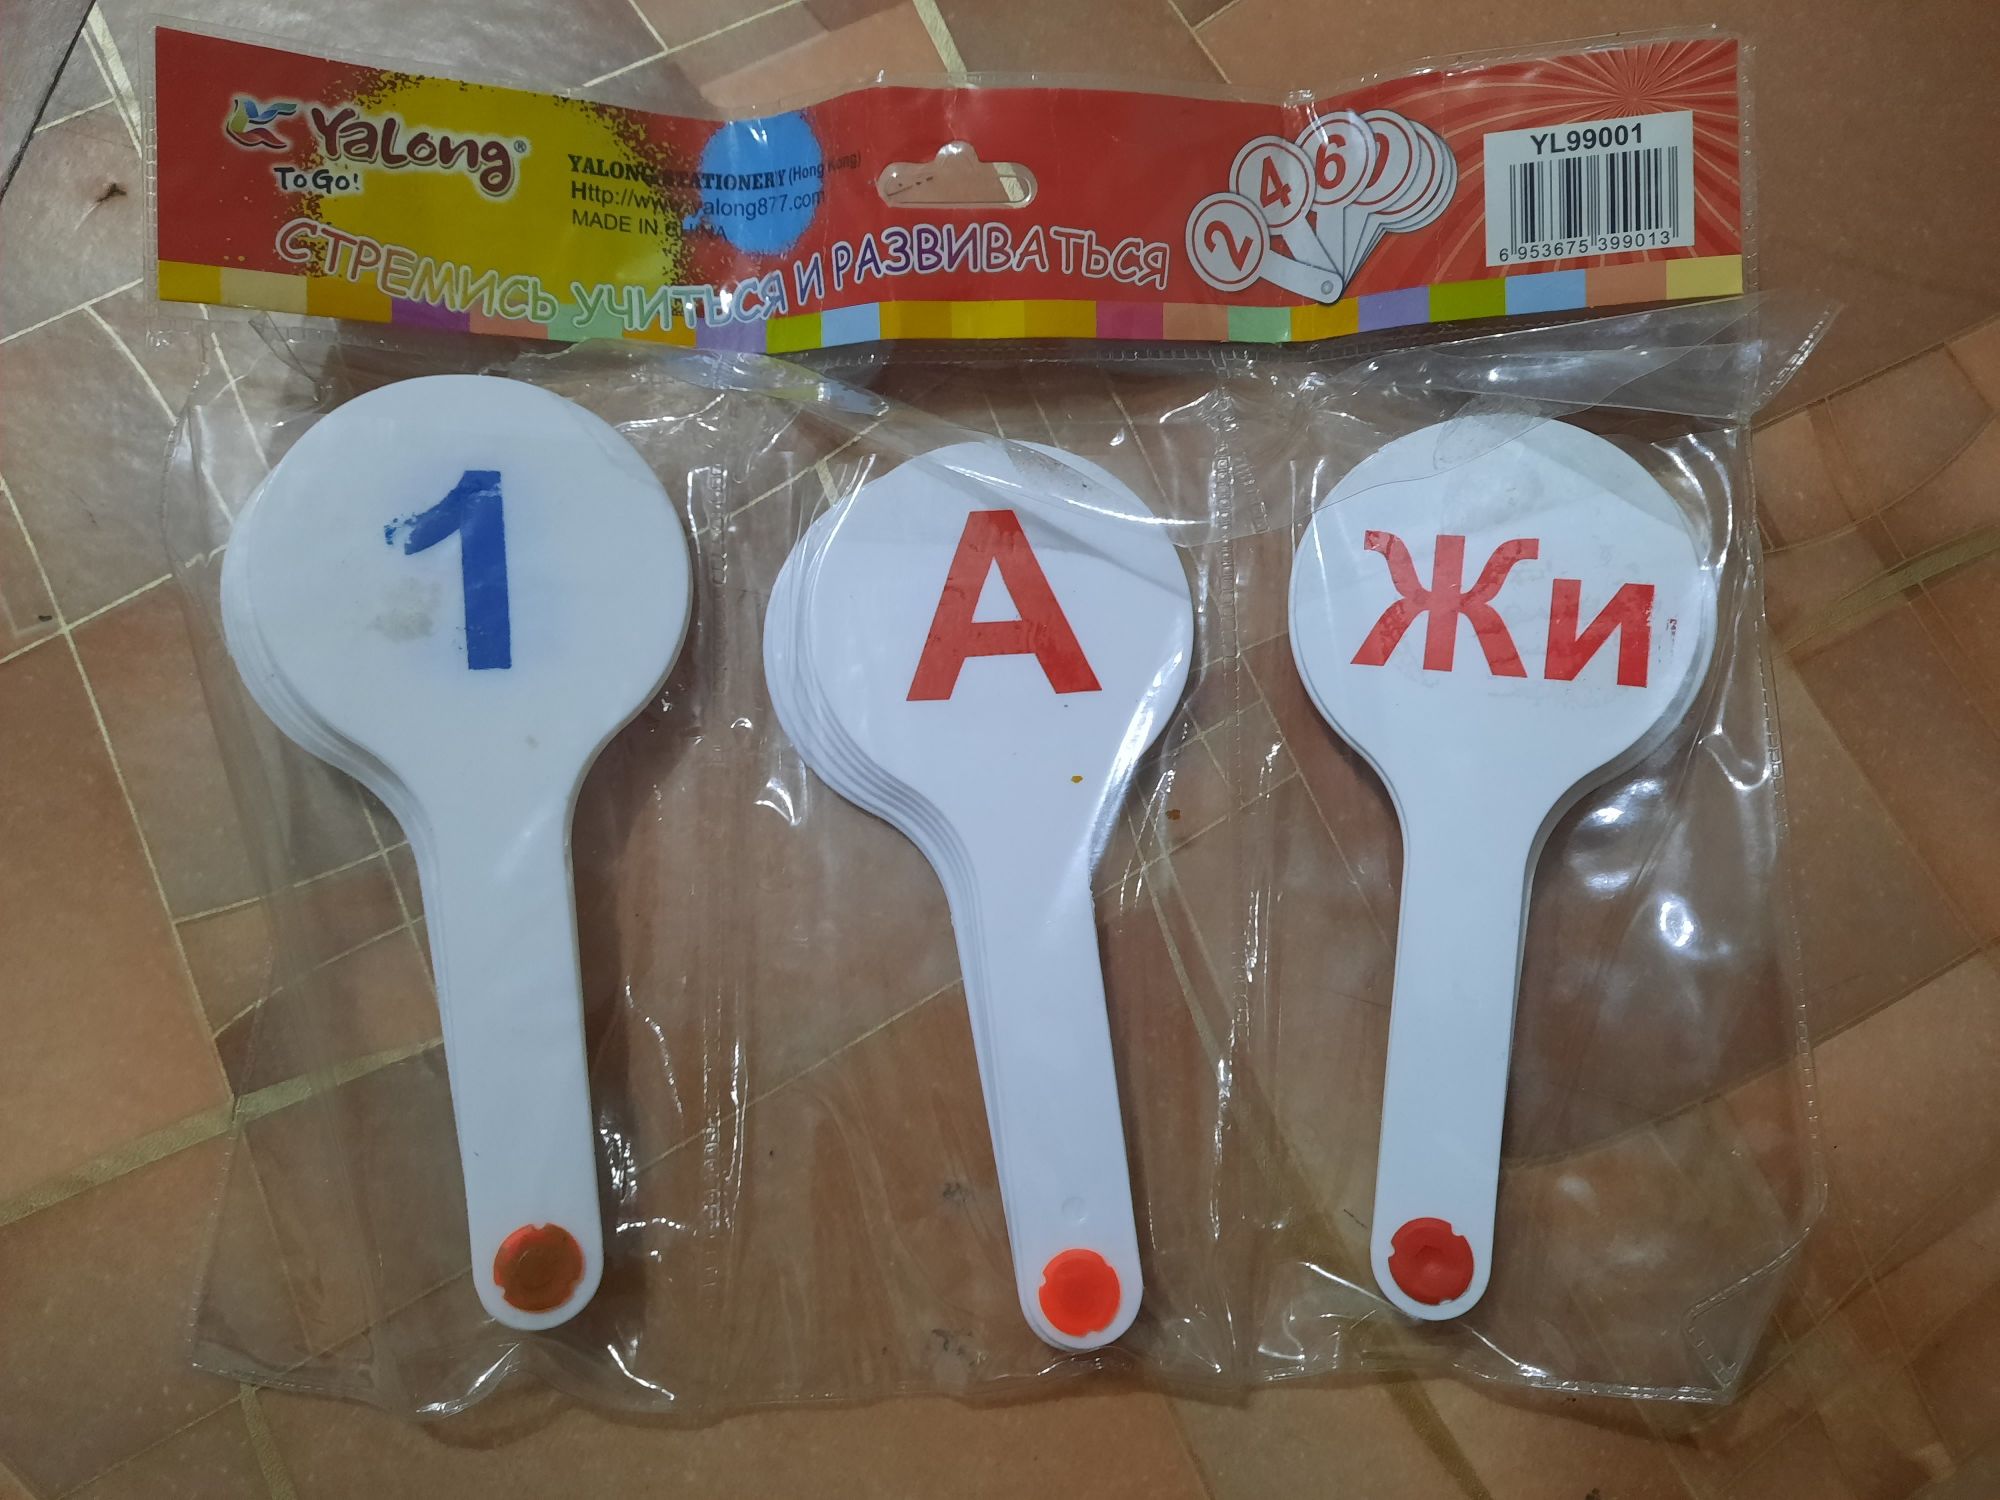 YaLong®
To Go!
YALONG STATIONERY (Hong Kong)
Http://www.yalong877.com
MADE IN CHINA
СТРЕМИСЬ УЧИТЬСЯ И РАЗВИВАТЬСЯ
2 4 6
YL99001
6 953675 399013
1
А
Жи